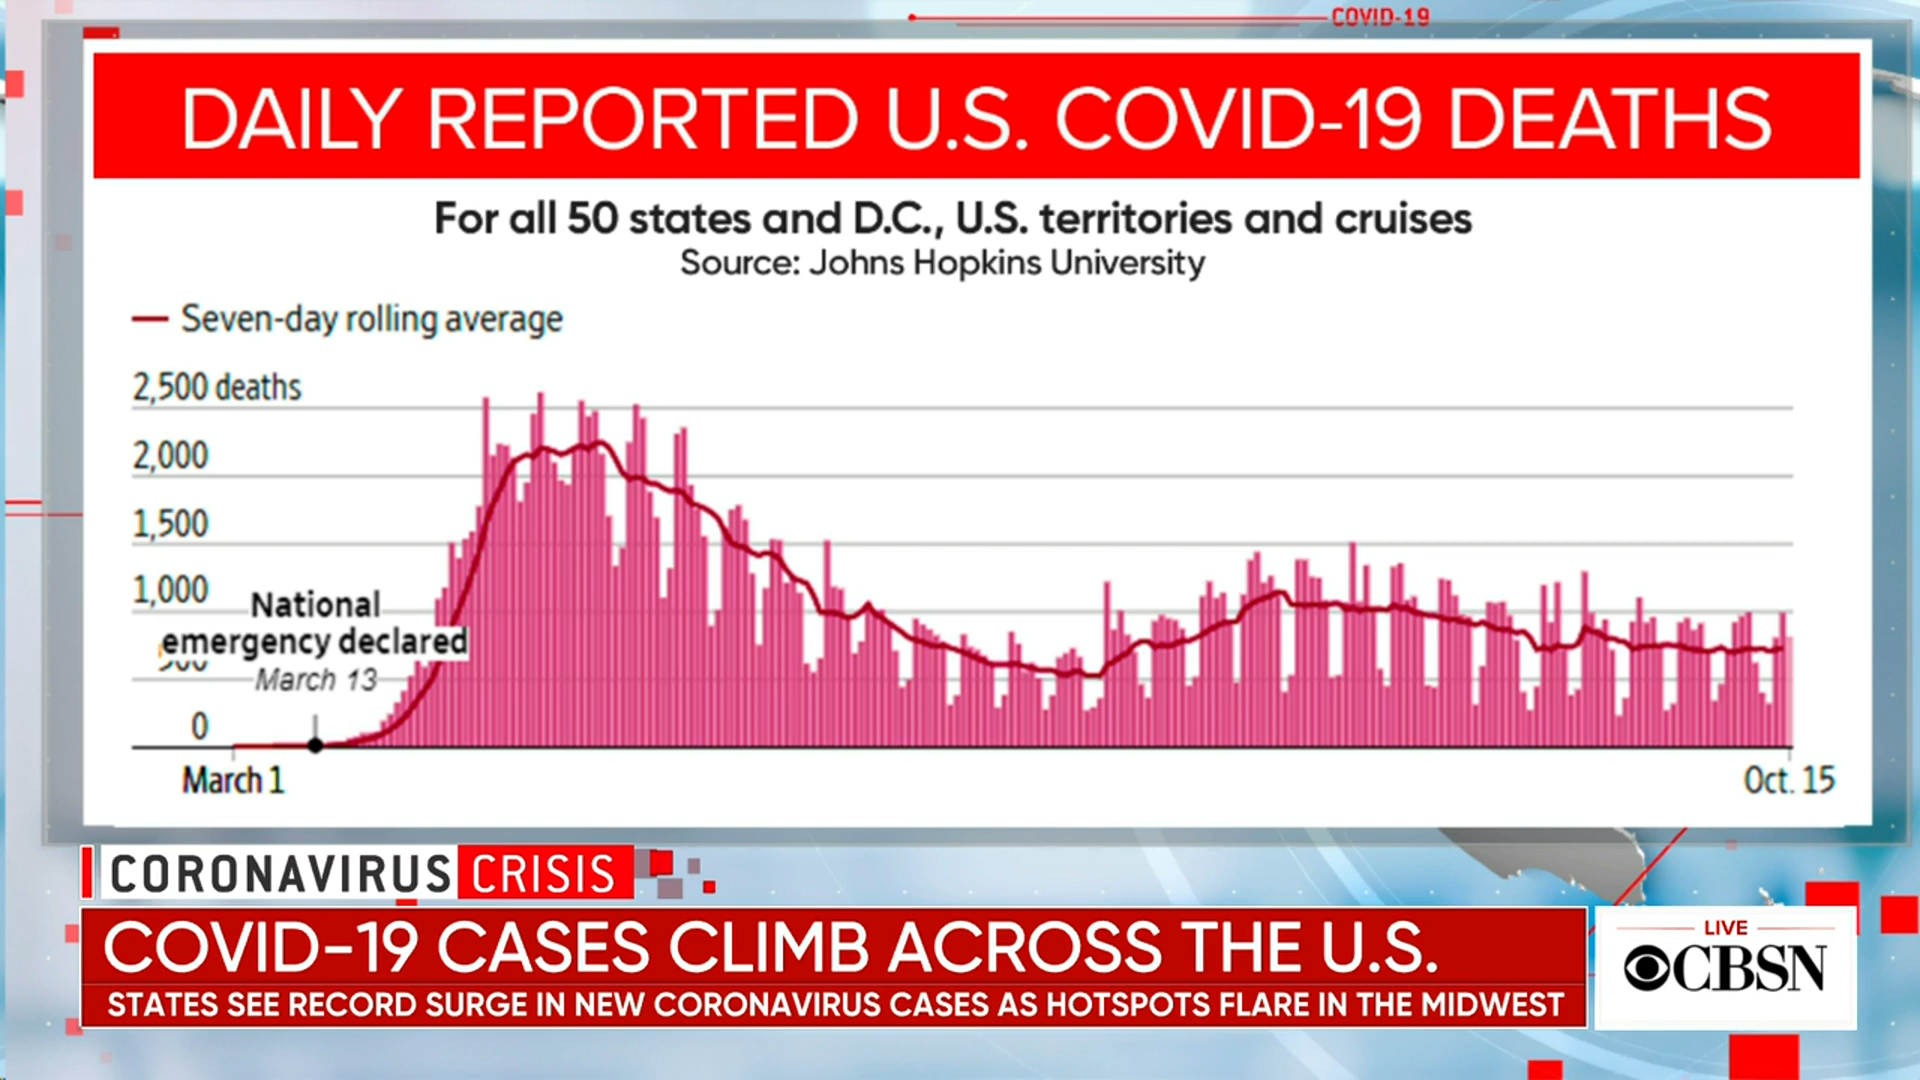 COVID-19
DAILY REPORTED U.S. COVID-19 DEATHS
For all 50 states and D.C., U.S. territories and cruises
Source: Johns Hopkins University
Seven-day rolling average
2,500 deaths
2,000
1,500
1,000
National
emergency declared
March 13
0
March 1
Oct. 15
CORONAVIRUS CRISIS
COVID-19 CASES CLIMB ACROSS THE U.S.
STATES SEE RECORD SURGE IN NEW CORONAVIRUS CASES AS HOTSPOTS FLARE IN THE MIDWEST
LIVE
CBSN